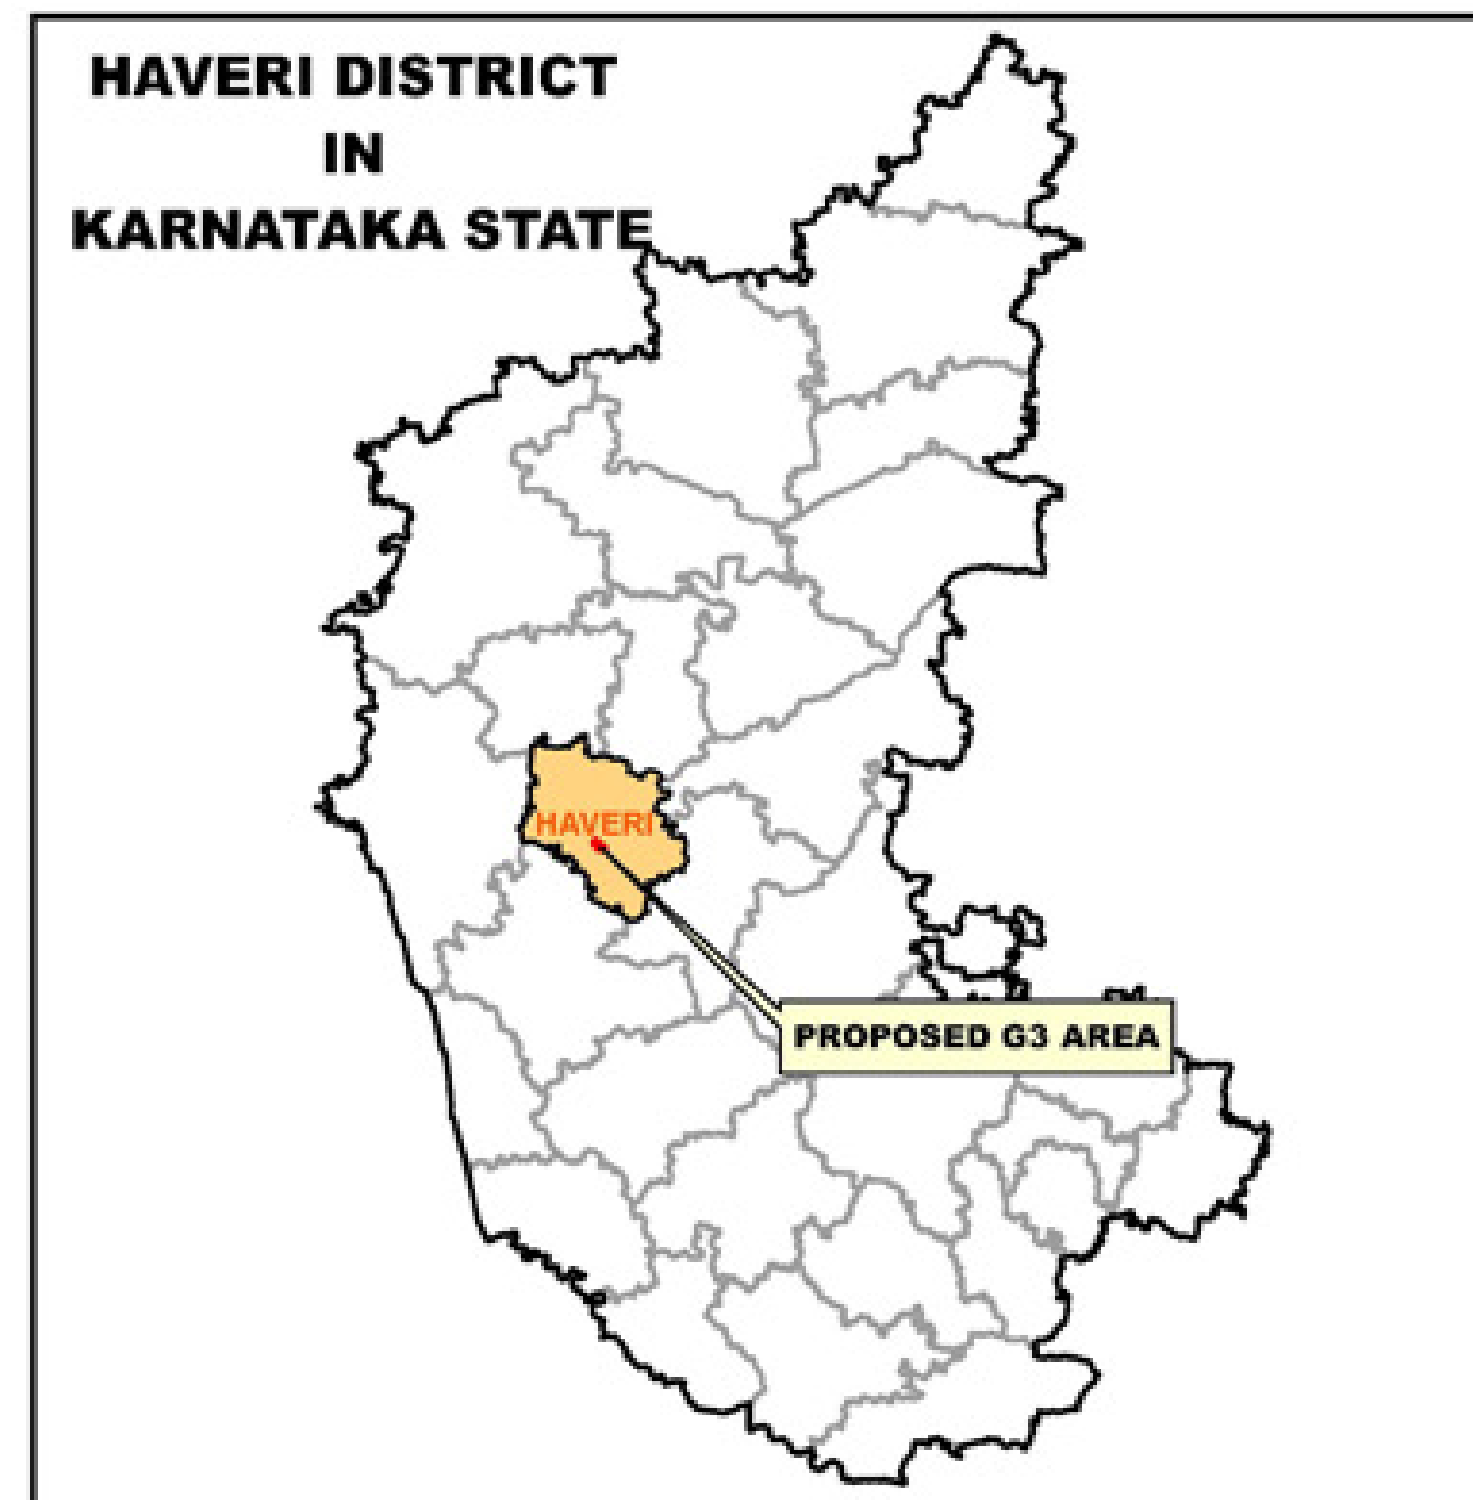 HAVERI DISTRICT
IN
KARNATAKA STATE
HAVERI
PROPOSED G3 AREA